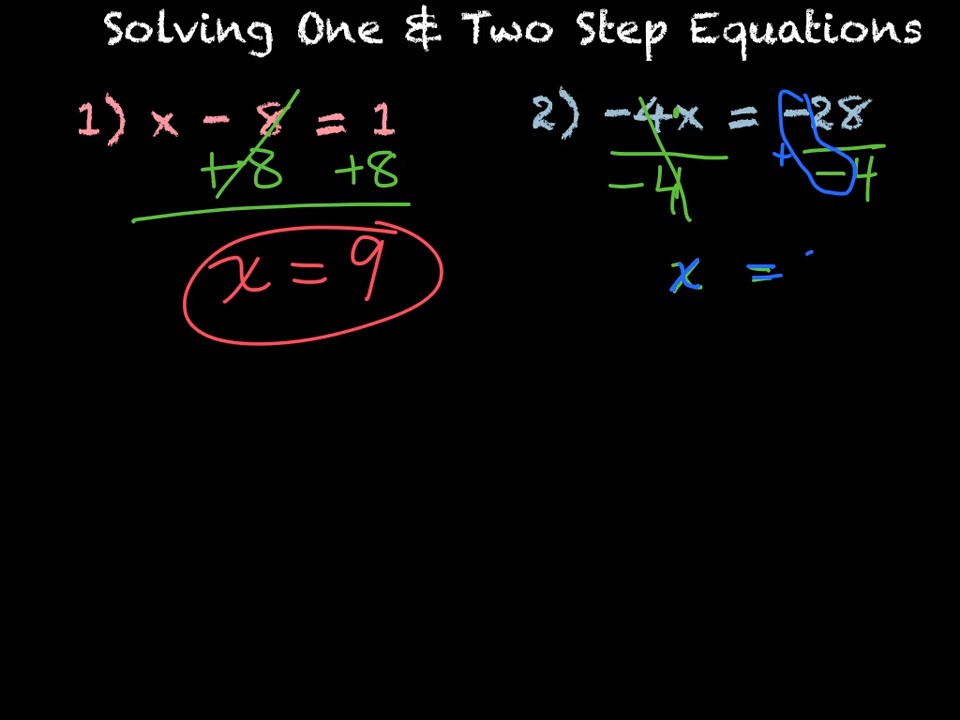 Solving One & Two Step Equations
1) x - 8 = 1
+8 +8
x = 9
2) -4x = -28
+
-4 -4
x =